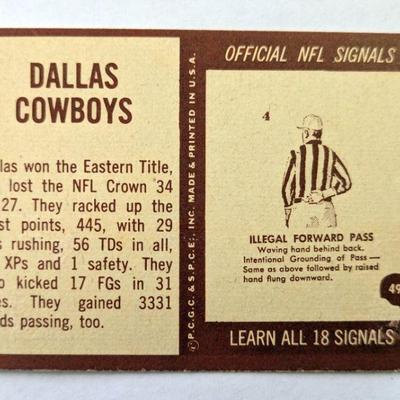 DALLAS
COWBOYS
las won the Eastern Title,
lost the NFL Crown '34
27. They racked up the
st points, 445, with 29
s rushing, 56 TDs in all,
XPs and 1 safety. They
o kicked 17 FGs in 31
es. They gained 3331
ds passing, too.
© P.C.G.C. & S.P.C.E., INC. MADE & PRINTED IN U.S.A.
OFFICIAL NFL SIGNALS
4
ILLEGAL FORWARD PASS
Waving hand behind back.
Intentional Grounding of Pass—
Same as above followed by raised
hand flung downward.
49
LEARN ALL 18 SIGNALS